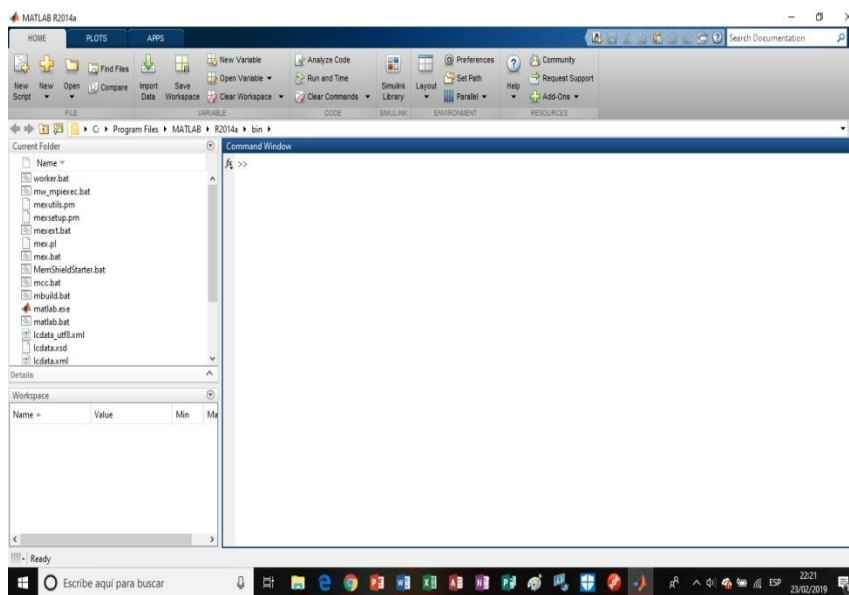 MATLAB R2014a
HOME PLOTS APPS
Search Documentation
New Script
New
Open
Find Files
Compare
Import Data
Save Workspace
New Variable
Open Variable
Clear Workspace
Analyze Code
Run and Time
Clear Commands
Simulink Library
Layout
Preferences
Set Path
Parallel
Help
Community
Request Support
Add-Ons
FILE VARIABLE CODE SIMULINK ENVIRONMENT RESOURCES
C: Program Files MATLAB R2014a bin
Current Folder
Name
worker.bat
mw_mpiexec.bat
mexutils.pm
mexsetup.pm
mexext.bat
mex.pl
mex.bat
MemShieldStarter.bat
mcc.bat
mbuild.bat
matlab.exe
matlab.bat
lcdata_utf8.xml
lcdata.xsd
lcdata.xml
Details
Workspace
Name Value Min Ma
Command Window
fx >>
Ready
Escribe aquí para buscar
ESP
22:21
23/02/2019